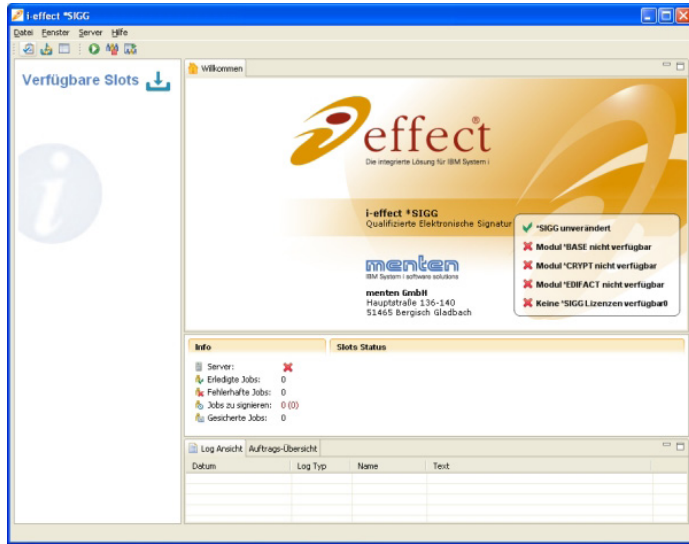 i-effect *SIGG
Datei Fenster Server Hilfe
Verfügbare Slots
Willkommen
effect®
Die integrierte Lösung für IBM System i
i-effect *SIGG
Qualifizierte Elektronische Signatur
*SIGG unverändert
Modul *BASE nicht verfügbar
Modul *CRYPT nicht verfügbar
Modul *EDIFACT nicht verfügbar
Keine *SIGG Lizenzen verfügbar!0
menten
IBM System i software solutions
menten GmbH
Hauptstraße 136-140
51465 Bergisch Gladbach
Info
Slots Status
Server:
Erledigte Jobs: 0
Fehlerhafte Jobs: 0
Jobs zu signieren: 0 (0)
Gesicherte Jobs: 0
Log Ansicht Auftrags-Übersicht
Datum Log Typ Name Text